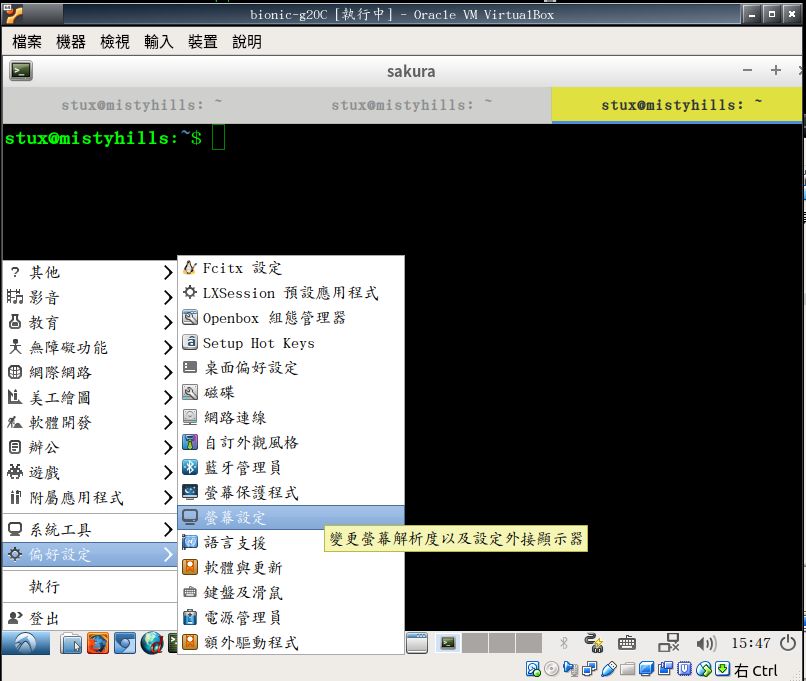 bionic-g20C [執行中] - Oracle VM VirtualBox
檔案 機器 檢視 輸入 裝置 說明
sakura
stux@mistyhills: ~ stux@mistyhills: ~ stux@mistyhills: ~
stux@mistyhills:~$
其他
影音
教育
無障礙功能
網際網路
美工繪圖
軟體開發
辦公
遊戲
附屬應用程式
系統工具
偏好設定
執行
登出
Fcitx 設定
LXSession 預設應用程式
Openbox 組態管理器
Setup Hot Keys
桌面偏好設定
磁碟
網路連線
自訂外觀風格
藍牙管理員
螢幕保護程式
螢幕設定
語言支援
軟體與更新
鍵盤及滑鼠
電源管理員
額外驅動程式
變更螢幕解析度以及設定外接顯示器
15:47
右 Ctrl